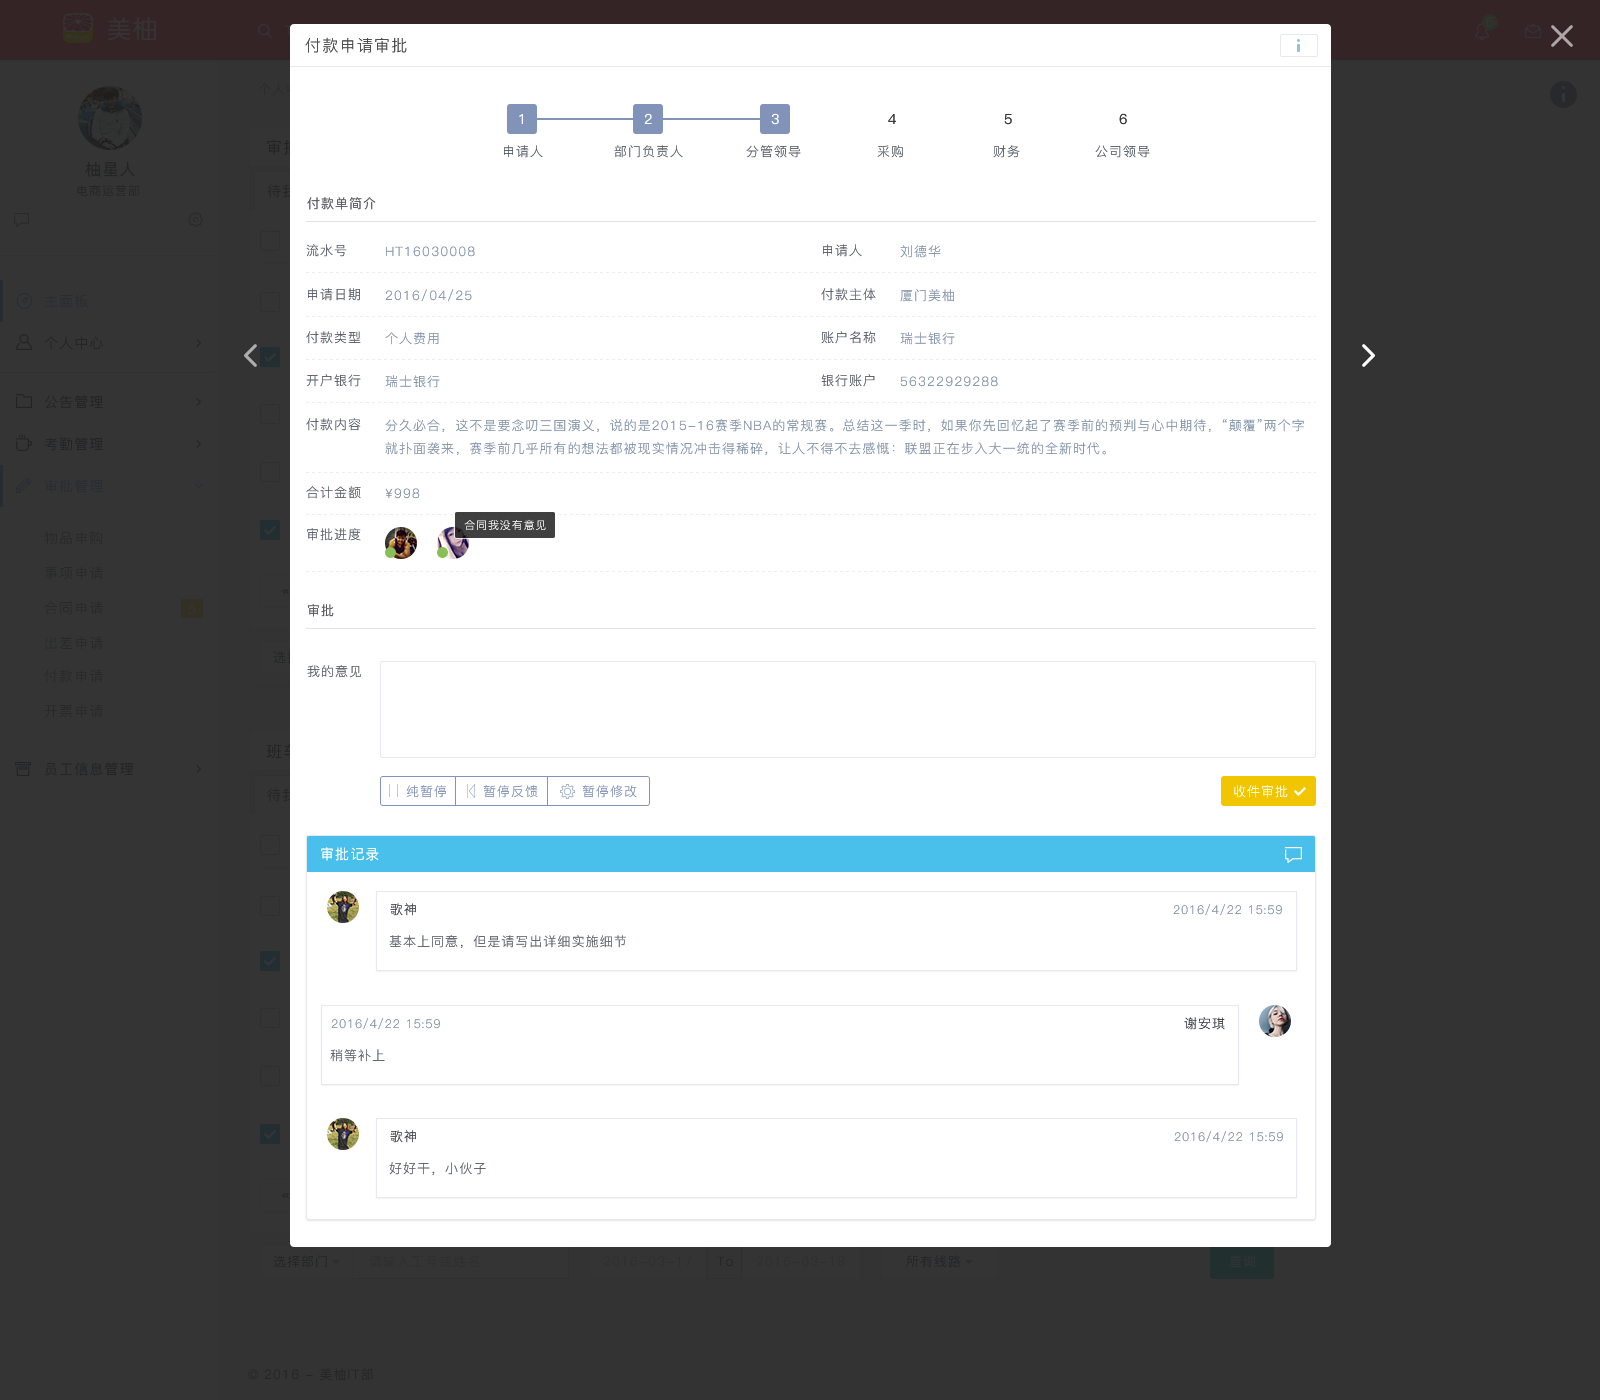 美柚
付款申请审批
个人
柚星人
电商运营部
主面板
个人中心
公告管理
考勤管理
审批管理
物品申购
事项申请
合同申请
出差申请
付款申请
开票申请
员工信息管理
1
2
3
4
5
6
申请人
部门负责人
分管领导
采购
财务
公司领导
付款单简介
流水号 HT16030008
申请人 刘德华
申请日期 2016/04/25
付款主体 厦门美柚
付款类型 个人费用
账户名称 瑞士银行
开户银行 瑞士银行
银行账户 56322929288
付款内容 分久必合，这不是要念叨三国演义，说的是2015-16赛季NBA的常规赛。总结这一季时，如果你先回忆起了赛季前的预判与心中期待，“颠覆”两个字
就扑面袭来，赛季前几乎所有的想法都被现实情况冲击得稀碎，让人不得不去感慨：联盟正在步入大一统的全新时代。
合计金额 ¥998
合同我没有意见
审批进度
审批
我的意见
纯暂停
暂停反馈
暂停修改
收件审批
审批记录
歌神 2016/4/22 15:59
基本上同意，但是请写出详细实施细节
2016/4/22 15:59 谢安琪
稍等补上
歌神 2016/4/22 15:59
好好干，小伙子
选择部门
To
所有线路
查询
© 2016 - 美柚IT部